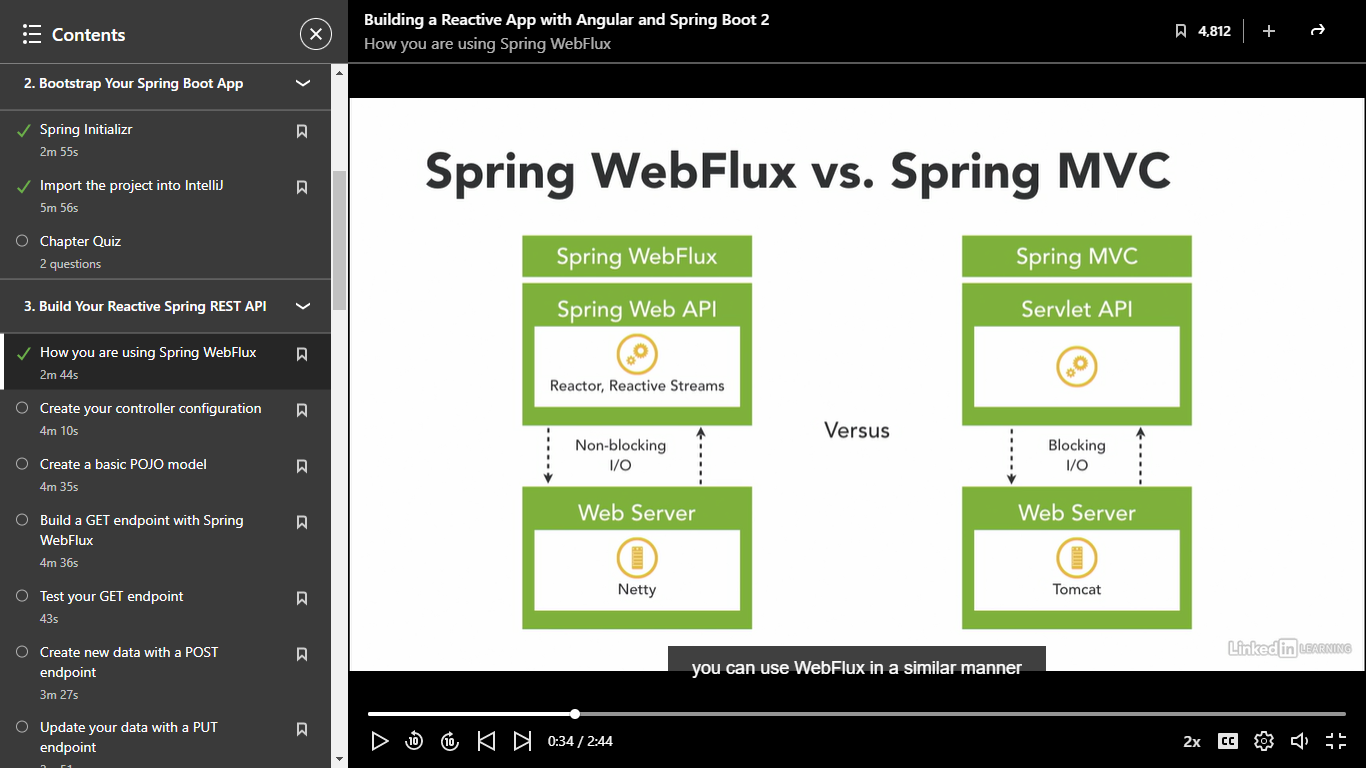 Contents
2. Bootstrap Your Spring Boot App
Spring Initializr
2m 55s
Import the project into IntelliJ
5m 56s
Chapter Quiz
2 questions
3. Build Your Reactive Spring REST API
How you are using Spring WebFlux
2m 44s
Create your controller configuration
4m 10s
Create a basic POJO model
4m 35s
Build a GET endpoint with Spring
WebFlux
4m 36s
Test your GET endpoint
43s
Create new data with a POST
endpoint
3m 27s
Update your data with a PUT
endpoint
Building a Reactive App with Angular and Spring Boot 2
How you are using Spring WebFlux
4,812
Spring WebFlux vs. Spring MVC
Spring WebFlux
Spring Web API
Reactor, Reactive Streams
Non-blocking
I/O
Web Server
Netty
Versus
Spring MVC
Servlet API
Blocking
I/O
Web Server
Tomcat
LinkedIn LEARNING
you can use WebFlux in a similar manner
10
10
0:34 / 2:44
2x
CC